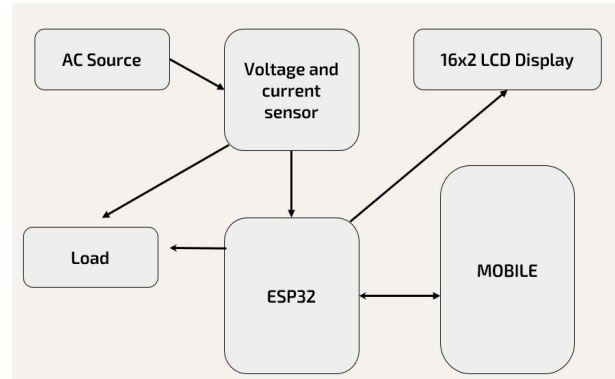 AC Source
Voltage and
current
sensor
16x2 LCD Display
Load
ESP32
MOBILE